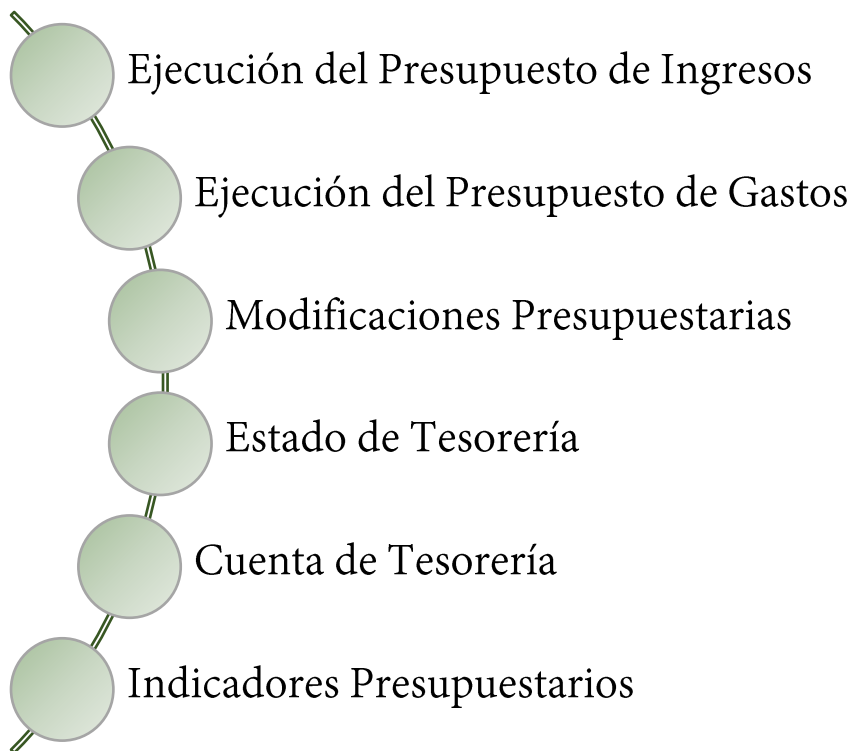 Ejecución del Presupuesto de Ingresos
Ejecución del Presupuesto de Gastos
Modificaciones Presupuestarias
Estado de Tesorería
Cuenta de Tesorería
Indicadores Presupuestarios